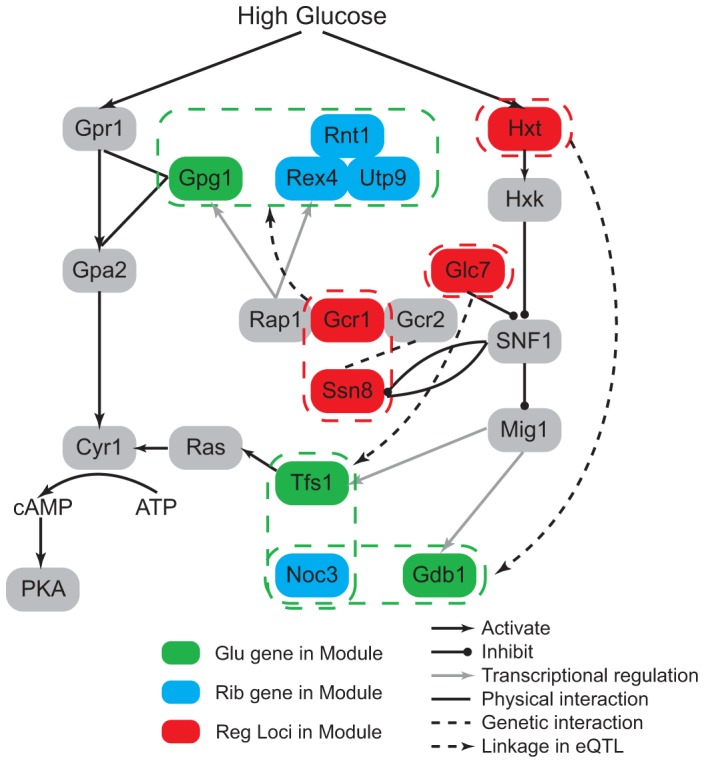 High Glucose
Gpr1
Rnt1
Hxt
Gpg1
Rex4
Utp9
Hxk
Gpa2
Glc7
Rap1
Gcr1
Gcr2
SNF1
Ssn8
Cyr1
Ras
Mig1
Tfs1
cAMP
ATP
PKA
Noc3
Gdb1
Glu gene in Module
Rib gene in Module
Reg Loci in Module
Activate
Inhibit
Transcriptional regulation
Physical interaction
Genetic interaction
Linkage in eQTL